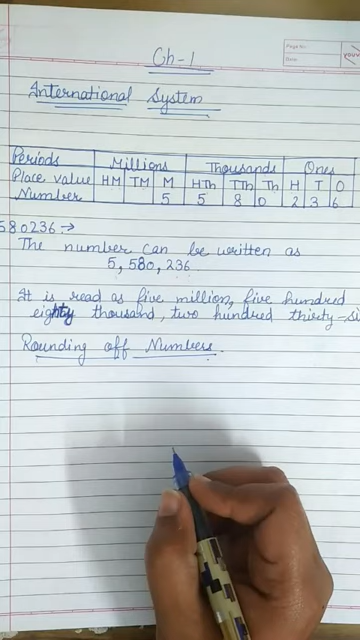 Ch-1
International System
Periods Millions Thousands Ones
Place value HM TM M HTh TTh Th H T O
Number 5 5 8 0 2 3 6
580236 →
The number can be written as
5, 580, 236
It is read as five million, five hundred
eighty thousand, two hundred thirty-si
Rounding off Numbers.
Page No.